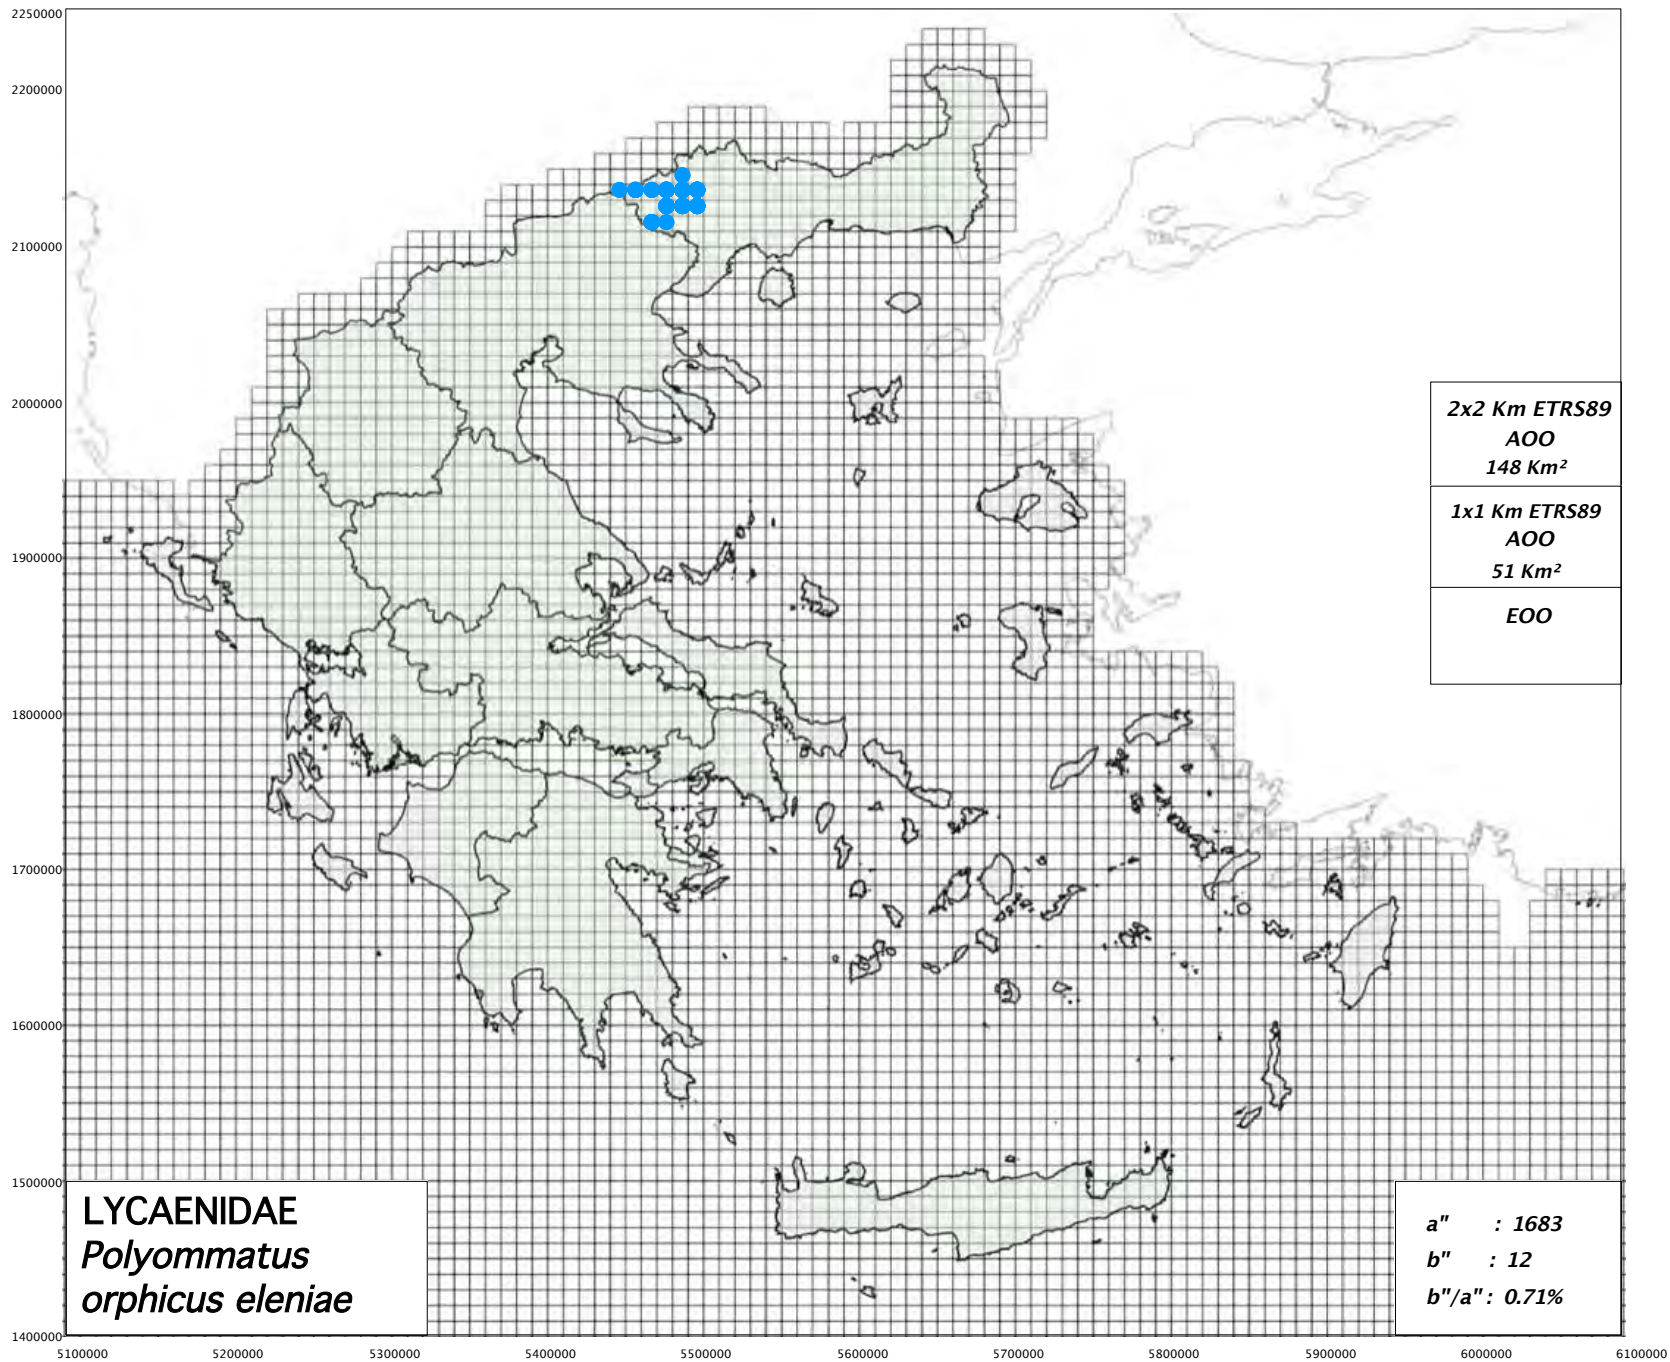 2250000
2200000
2100000
2000000
1900000
1800000
1700000
1600000
1500000
1400000
2x2 Km ETRS89
AOO
148 Km²
1x1 Km ETRS89
AOO
51 Km²
EOO
LYCAENIDAE
Polyommatus
orphicus eleniae
a" : 1683
b" : 12
b"/a" : 0.71%
5100000 5200000 5300000 5400000 5500000 5600000 5700000 5800000 5900000 6000000 6100000